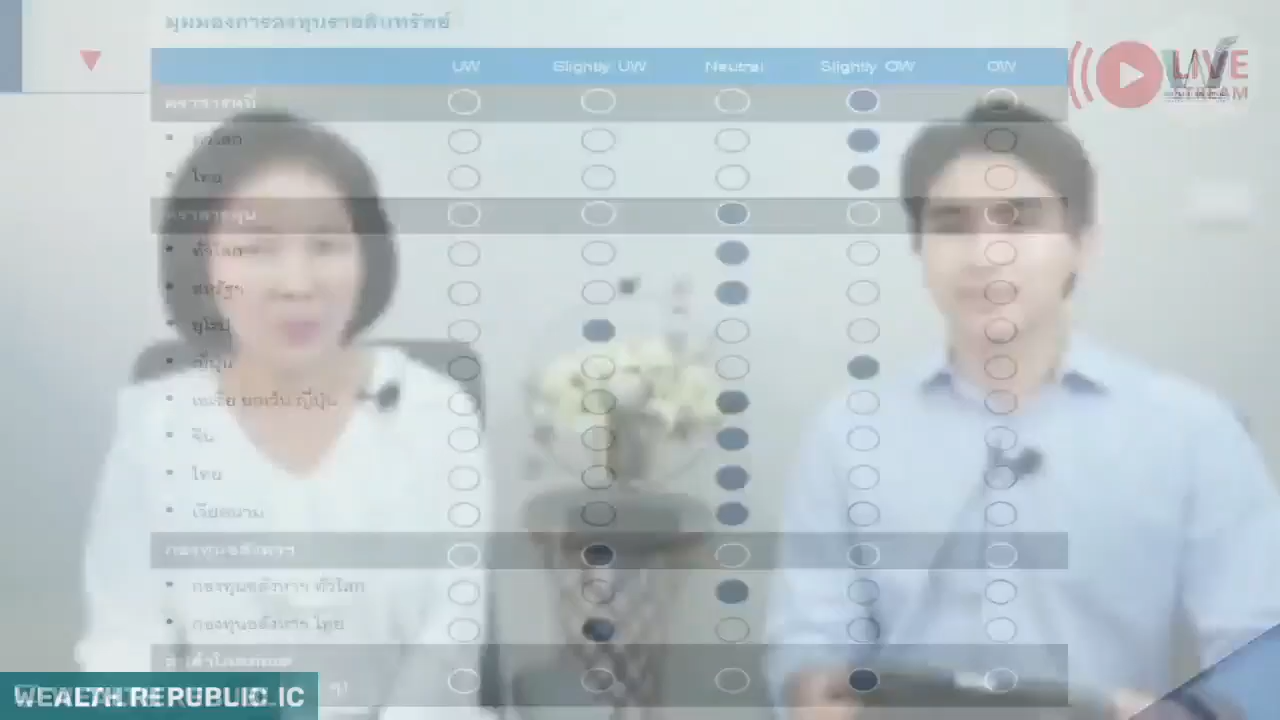 มุมมองการลงทุนรายสินทรัพย์
UW Slightly UW Neutral Slightly OW OW
LIVE
STREAM
ตราสารหนี้
• ทั่วโลก
• ไทย
ตราสารทุน
• ทั่วโลก
• สหรัฐฯ
• ยุโรป
• ญี่ปุ่น
• เอเชีย ยกเว้น ญี่ปุ่น
• จีน
• ไทย
• เวียดนาม
กองทุนอสังหาฯ
• กองทุนอสังหาฯ ทั่วโลก
• กองทุนอสังหาฯ ไทย
WEALTH REPUBLIC